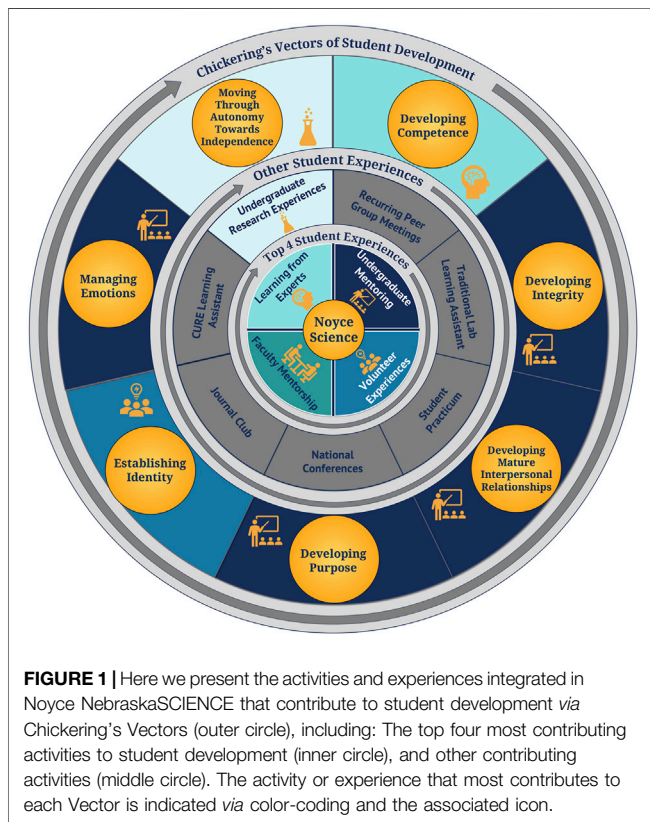 Chickering's Vectors of Student Development
Moving
Through
Autonomy
Towards
Independence
Developing
Competence
Developing
Integrity
Developing
Mature
Interpersonal
Relationships
Developing
Purpose
Establishing
Identity
Managing
Emotions
Other Student Experiences
Undergraduate
Research Experiences
Recurring Peer
Group Meetings
Traditional Lab
Learning Assistant
Student
Practicum
National
Conferences
Journal Club
CURE Learning
Assistant
Top 4 Student Experiences
Learning from
Experts
Undergraduate
Mentoring
Volunteer
Experiences
Faculty Mentorship
Noyce
Science
FIGURE 1 | Here we present the activities and experiences integrated in
Noyce NebraskaSCIENCE that contribute to student development via
Chickering's Vectors (outer circle), including: The top four most contributing
activities to student development (inner circle), and other contributing
activities (middle circle). The activity or experience that most contributes to
each Vector is indicated via color-coding and the associated icon.